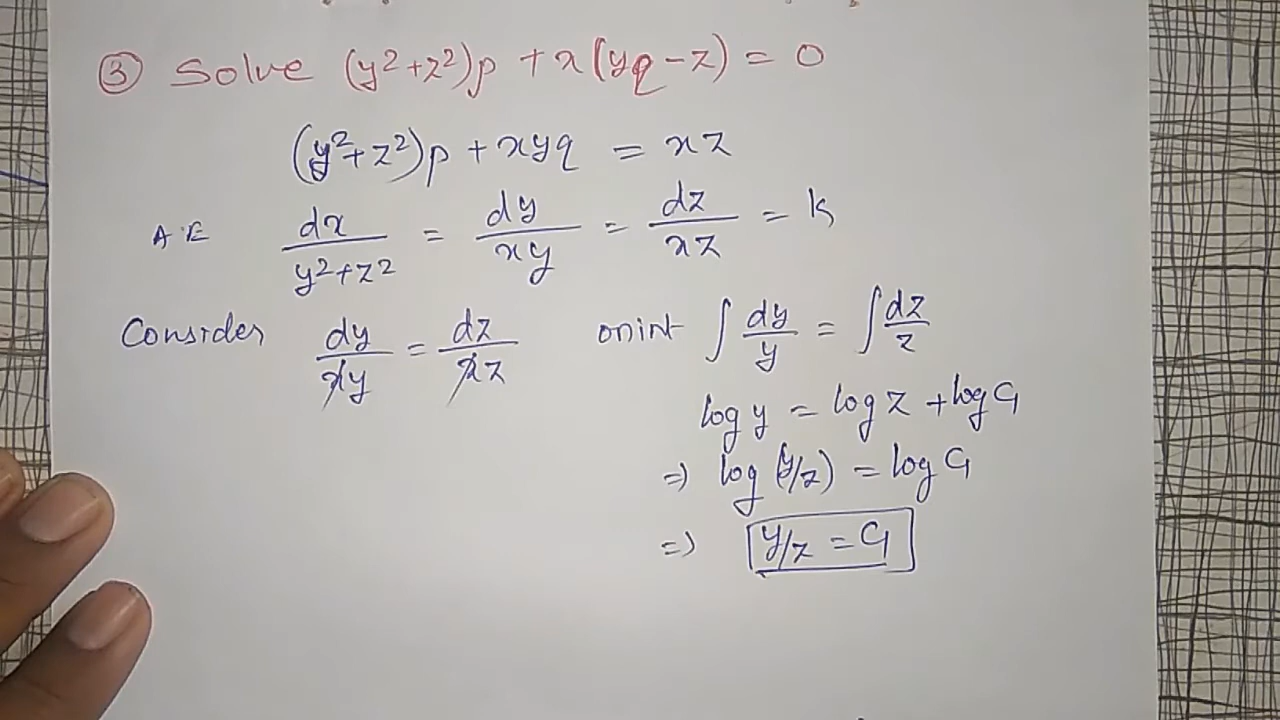 ③ Solve (y²+z²)p + x(yq - z) = 0
(y²+z²)p + xyq = xz
A.E dx/y²+z² = dy/xy = dz/xz = k
Consider dy/xy = dz/xz on int ∫ dy/y = ∫ dz/z
log y = log z + log C₁
=> log (y/z) = log C₁
=> y/z = C₁